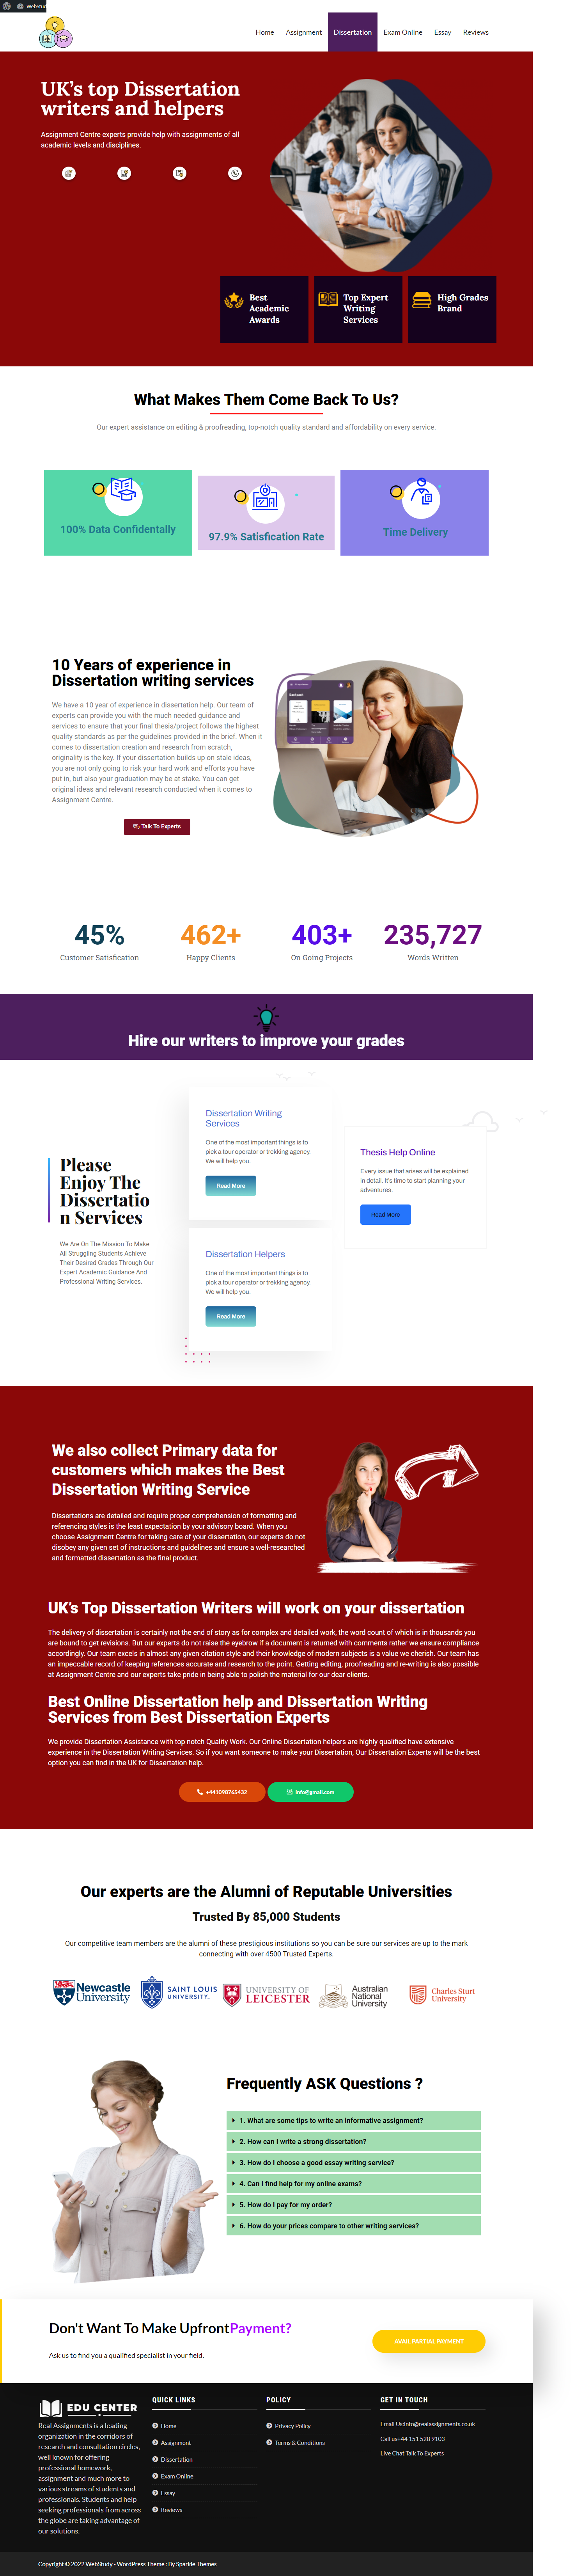 WebStud
Home
Assignment
Dissertation
Exam Online
Essay
Reviews
UK's top Dissertation
writers and helpers
Assignment Centre experts provide help with assignments of all
academic levels and disciplines.
Best
Academic
Awards
Top Expert
Writing
Services
High Grades
Brand
What Makes Them Come Back To Us?
Our expert assistance on editing & proofreading, top-notch quality standard and affordability on every service.
100% Data Confidentally
97.9% Satisfication Rate
Time Delivery
10 Years of experience in
Dissertation writing services
We have a 10 year of experience in dissertation help. Our team of
experts can provide you with the much needed guidance and
services to ensure that your final thesis/project follows the highest
quality standards as per the guidelines provided in the brief. When it
comes to dissertation creation and research from scratch,
originality is the key. If your dissertation builds up on stale ideas,
you are not only going to risk your hard work and efforts you have
put in, but also your graduation may be at stake. You can get
original ideas and relevant research conducted when it comes to
Assignment Centre.
Talk To Experts
45%
Customer Satisfication
462+
Happy Clients
403+
On Going Projects
235,727
Words Written
Hire our writers to improve your grades
Please
Enjoy The
Dissertatio
n Services
We Are On The Mission To Make
All Struggling Students Achieve
Their Desired Grades Through Our
Expert Academic Guidance And
Professional Writing Services.
Dissertation Writing
Services
One of the most important things is to
pick a tour operator or trekking agency.
We will help you.
Read More
Dissertation Helpers
One of the most important things is to
pick a tour operator or trekking agency.
We will help you.
Read More
Thesis Help Online
Every issue that arises will be explained
in detail. It's time to start planning your
adventures.
Read More
We also collect Primary data for
customers which makes the Best
Dissertation Writing Service
Dissertations are detailed and require proper comprehension of formatting and
referencing styles is the least expectation by your advisory board. When you
choose Assignment Centre for taking care of your dissertation, our experts do not
disobey any given set of instructions and guidelines and ensure a well-researched
and formatted dissertation as the final product.
UK's Top Dissertation Writers will work on your dissertation
The delivery of dissertation is certainly not the end of story as for complex and detailed work, the word count of which is in thousands you
are bound to get revisions. But our experts do not raise the eyebrow if a document is returned with comments rather we ensure compliance
accordingly. Our team excels in almost any given citation style and their knowledge of modern subjects is a value we cherish. Our team has
an impeccable record of keeping references accurate and research to the point. Getting editing, proofreading and re-writing is also possible
at Assignment Centre and our experts take pride in being able to polish the material for our dear clients.
Best Online Dissertation help and Dissertation Writing
Services from Best Dissertation Experts
We provide Dissertation Assistance with top notch Quality Work. Our Online Dissertation helpers are highly qualified have extensive
experience in the Dissertation Writing Services. So if you want someone to make your Dissertation, Our Dissertation Experts will be the best
option you can find in the UK for Dissertation help.
+441098765432
info@gmail.com
Our experts are the Alumni of Reputable Universities
Trusted By 85,000 Students
Our competitive team members are the alumni of these prestigious institutions so you can be sure our services are up to the mark
connecting with over 4500 Trusted Experts.
Newcastle
University
SAINT LOUIS
UNIVERSITY.
UNIVERSITY OF
LEICESTER
Australian
National
University
Charles Sturt
University
Frequently ASK Questions ?
1. What are some tips to write an informative assignment?
2. How can I write a strong dissertation?
3. How do I choose a good essay writing service?
4. Can I find help for my online exams?
5. How do I pay for my order?
6. How do your prices compare to other writing services?
Don't Want To Make UpfrontPayment?
Ask us to find you a qualified specialist in your field.
AVAIL PARTIAL PAYMENT
EDU CENTER
Real Assignments is a leading
organization in the corridors of
research and consultation circles,
well known for offering
professional homework,
assignment and much more to
various streams of students and
professionals. Students and help
seeking professionals from across
the globe are taking advantage of
our solutions.
QUICK LINKS
Home
Assignment
Dissertation
Exam Online
Essay
Reviews
POLICY
Privacy Policy
Terms & Conditions
GET IN TOUCH
Email Us:info@realassignments.co.uk
Call us+44 151 528 9103
Live Chat Talk To Experts
Copyright © 2022 WebStudy - WordPress Theme : By Sparkle Themes